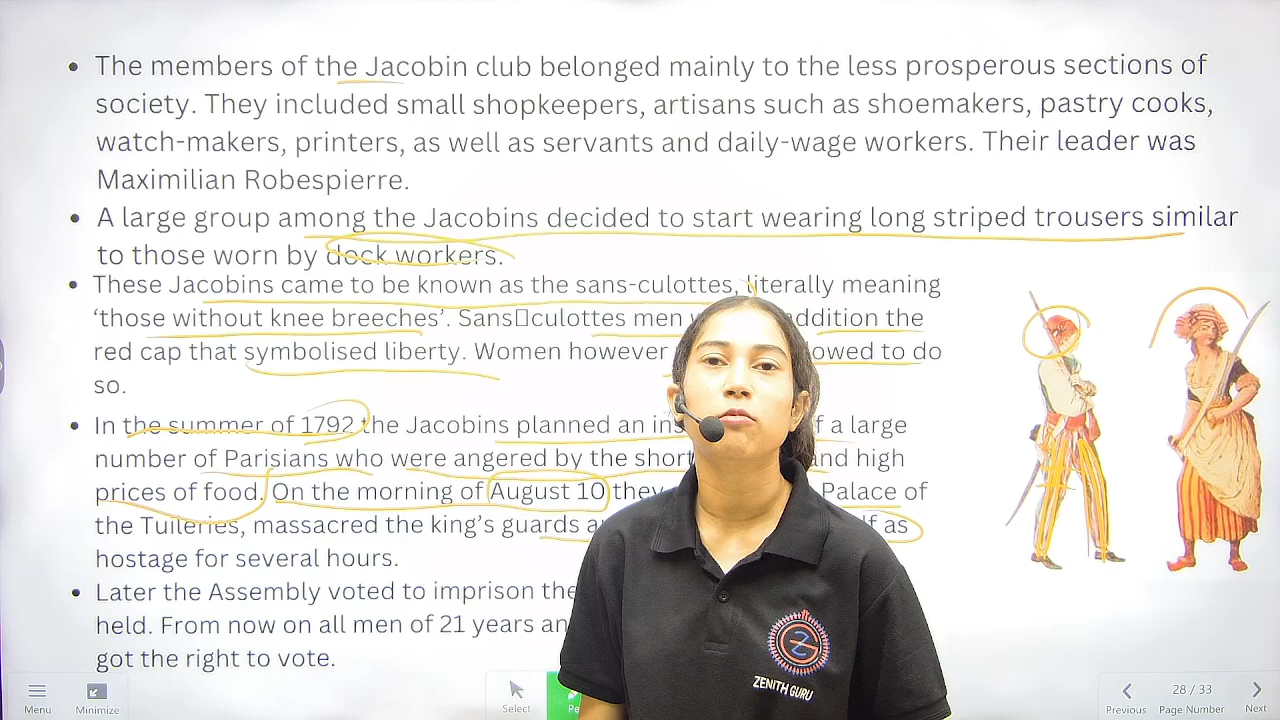 • The members of the Jacobin club belonged mainly to the less prosperous sections of
society. They included small shopkeepers, artisans such as shoemakers, pastry cooks,
watch-makers, printers, as well as servants and daily-wage workers. Their leader was
Maximilian Robespierre.
• A large group among the Jacobins decided to start wearing long striped trousers similar
to those worn by dock workers.
• These Jacobins came to be known as the sans-culottes, literally meaning
‘those without knee breeches’. Sans□culottes men ddition the
red cap that symbolised liberty. Women however owed to do
so.
• In the summer of 1792 the Jacobins planned an ins f a large
number of Parisians who were angered by the short nd high
prices of food. On the morning of August 10 they Palace of
the Tuileries, massacred the king’s guards a lf as
hostage for several hours.
• Later the Assembly voted to imprison the
held. From now on all men of 21 years an
got the right to vote.
ZENITH GURU
Menu
Minimize
Select
Pe
Previous
28 / 33
Page Number
Next